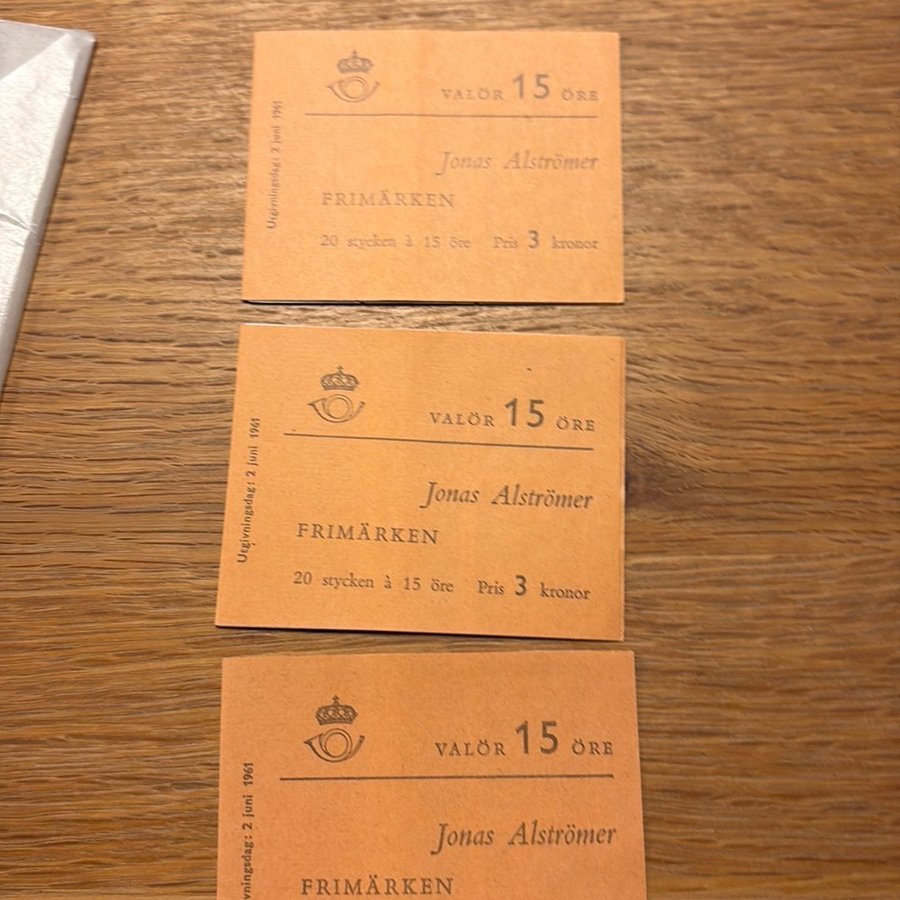 VALÖR 15 ÖRE
Utgivningsdag: 2 juni 1961
Jonas Alströmer
FRIMÄRKEN
20 stycken à 15 öre Pris 3 kronor
VALÖR 15 ÖRE
Utgivningsdag: 2 juni 1961
Jonas Alströmer
FRIMÄRKEN
20 stycken à 15 öre Pris 3 kronor
VALÖR 15 ÖRE
vningsdag: 2 juni 1961
Jonas Alströmer
FRIMÄRKEN